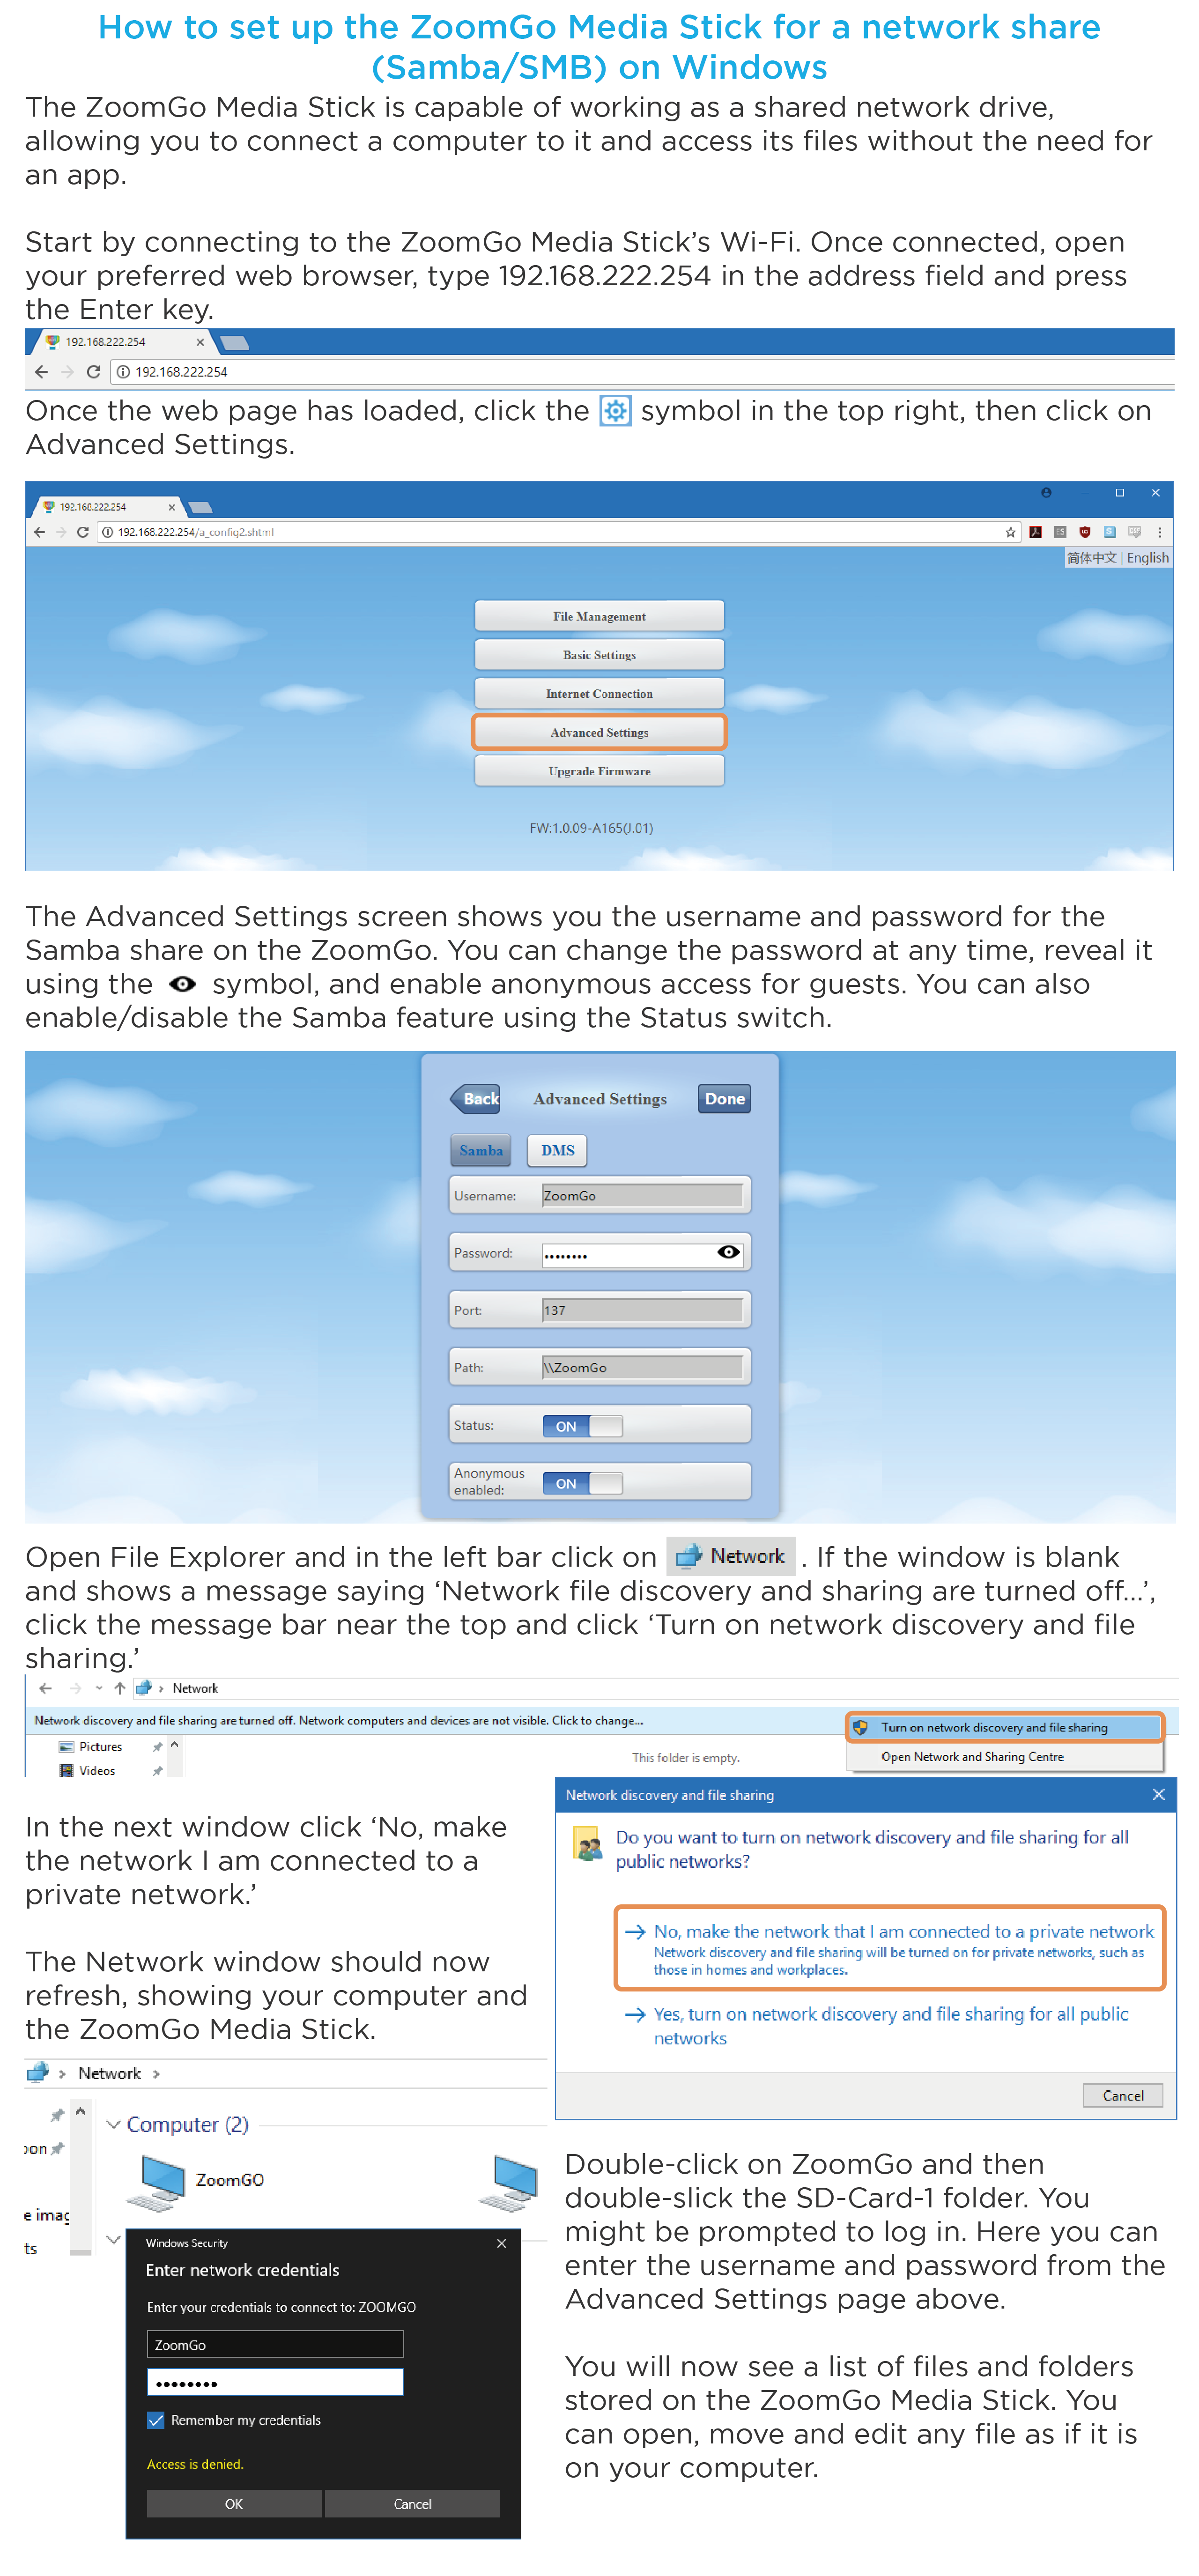 How to set up the ZoomGo Media Stick for a network share
(Samba/SMB) on Windows
The ZoomGo Media Stick is capable of working as a shared network drive,
allowing you to connect a computer to it and access its files without the need for
an app.
Start by connecting to the ZoomGo Media Stick’s Wi-Fi. Once connected, open
your preferred web browser, type 192.168.222.254 in the address field and press
the Enter key.
192.168.222.254
192.168.222.254
Once the web page has loaded, click the symbol in the top right, then click on
Advanced Settings.
192.168.222.254
192.168.222.254/a_config2.shtml
简体中文 | English
File Management
Basic Settings
Internet Connection
Advanced Settings
Upgrade Firmware
FW:1.0.09-A165(J.01)
The Advanced Settings screen shows you the username and password for the
Samba share on the ZoomGo. You can change the password at any time, reveal it
using the symbol, and enable anonymous access for guests. You can also
enable/disable the Samba feature using the Status switch.
Back Advanced Settings Done
Samba DMS
Username: ZoomGo
Password: ••••••••
Port: 137
Path: \\ZoomGo
Status: ON
Anonymous
enabled: ON
Open File Explorer and in the left bar click on Network . If the window is blank
and shows a message saying ‘Network file discovery and sharing are turned off...’,
click the message bar near the top and click ‘Turn on network discovery and file
sharing.’
Network
Network discovery and file sharing are turned off. Network computers and devices are not visible. Click to change...
Turn on network discovery and file sharing
Pictures
This folder is empty.
Open Network and Sharing Centre
Videos
In the next window click ‘No, make
the network I am connected to a
private network.’
The Network window should now
refresh, showing your computer and
the ZoomGo Media Stick.
Network discovery and file sharing
Do you want to turn on network discovery and file sharing for all
public networks?
No, make the network that I am connected to a private network
Network discovery and file sharing will be turned on for private networks, such as
those in homes and workplaces.
Yes, turn on network discovery and file sharing for all public
networks
Cancel
Network
Computer (2)
oon
ZoomGO
e imag
ts
Windows Security
Enter network credentials
Enter your credentials to connect to: ZOOMGO
ZoomGo
••••••••
Remember my credentials
Access is denied.
OK Cancel
Double-click on ZoomGo and then
double-slick the SD-Card-1 folder. You
might be prompted to log in. Here you can
enter the username and password from the
Advanced Settings page above.
You will now see a list of files and folders
stored on the ZoomGo Media Stick. You
can open, move and edit any file as if it is
on your computer.